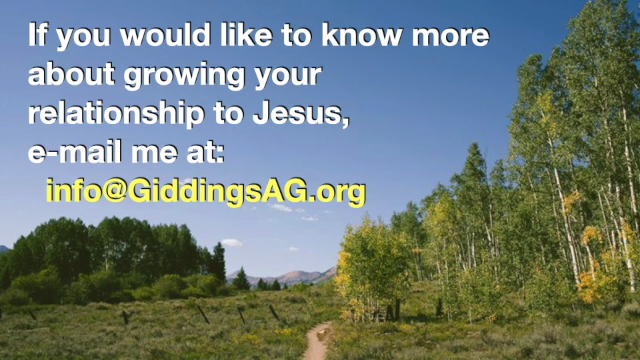 If you would like to know more
about growing your
relationship to Jesus,
e-mail me at:
info@GiddingsAG.org